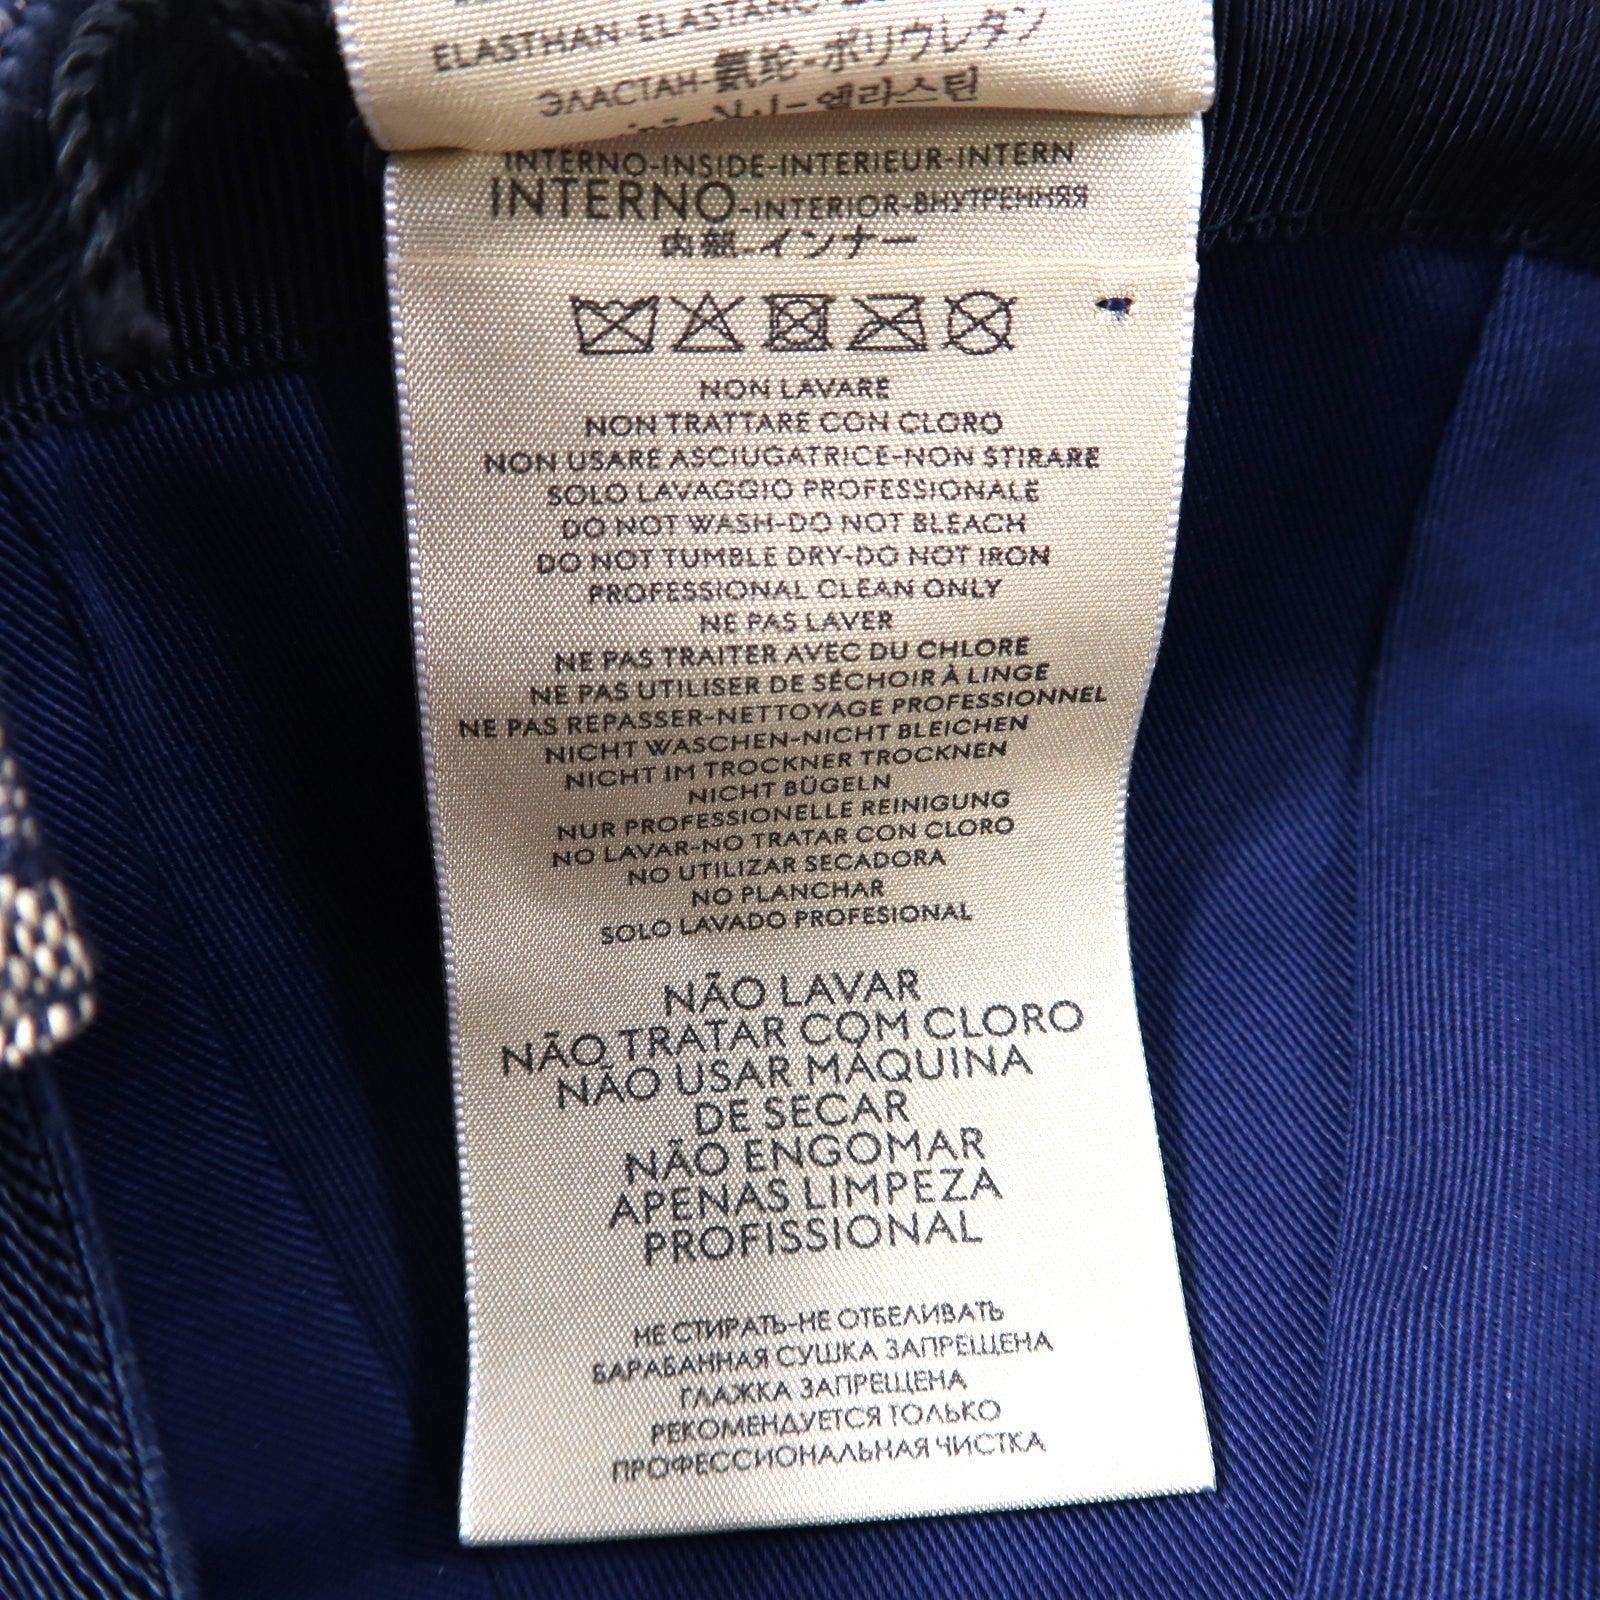 ELASTHAN-ELASTANO-
ЭЛАСТАН-氨纶-ポリウレタン
엘라스틴
INTERNO-INSIDE-INTERIEUR-INTERN
INTERNO-INTERIOR-ВНУТРЕННЯЯ
内部-インナー
NON LAVARE
NON TRATTARE CON CLORO
NON USARE ASCIUGATRICE-NON STIRARE
SOLO LAVAGGIO PROFESSIONALE
DO NOT WASH-DO NOT BLEACH
DO NOT TUMBLE DRY-DO NOT IRON
PROFESSIONAL CLEAN ONLY
NE PAS LAVER
NE PAS TRAITER AVEC DU CHLORE
NE PAS UTILISER DE SÉCHOIR À LINGE
NE PAS REPASSER-NETTOYAGE PROFESSIONNEL
NICHT WASCHEN-NICHT BLEICHEN
NICHT IM TROCKNER TROCKNEN
NICHT BÜGELN
NUR PROFESSIONELLE REINIGUNG
NO LAVAR-NO TRATAR CON CLORO
NO UTILIZAR SECADORA
NO PLANCHAR
SOLO LAVADO PROFESIONAL
NÃO LAVAR
NÃO TRATAR COM CLORO
NÃO USAR MÁQUINA
DE SECAR
NÃO ENGOMAR
APENAS LIMPEZA
PROFISSIONAL
НЕ СТИРАТЬ-НЕ ОТБЕЛИВАТЬ
БАРАБАННАЯ СУШКА ЗАПРЕЩЕНА
ГЛАЖКА ЗАПРЕЩЕНА
РЕКОМЕНДУЕТСЯ ТОЛЬКО
ПРОФЕССИОНАЛЬНАЯ ЧИСТКА